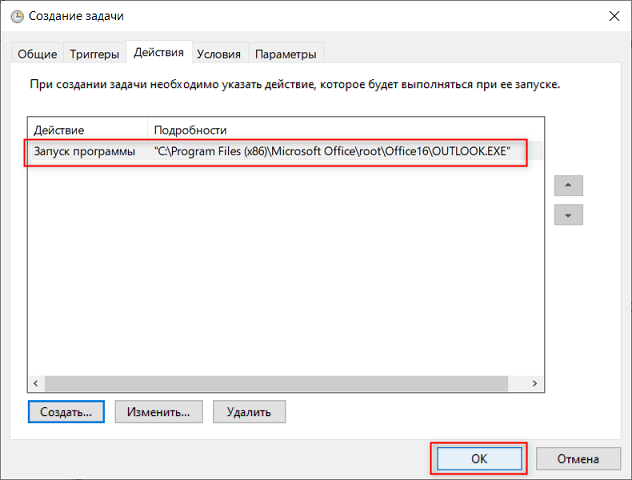 Создание задачи
Общие Триггеры Действия Условия Параметры
При создании задачи необходимо указать действие, которое будет выполняться при ее запуске.
Действие Подробности
Запуск программы "C:\Program Files (x86)\Microsoft Office\root\Office16\OUTLOOK.EXE"
Создать... Изменить... Удалить
ОК Отмена